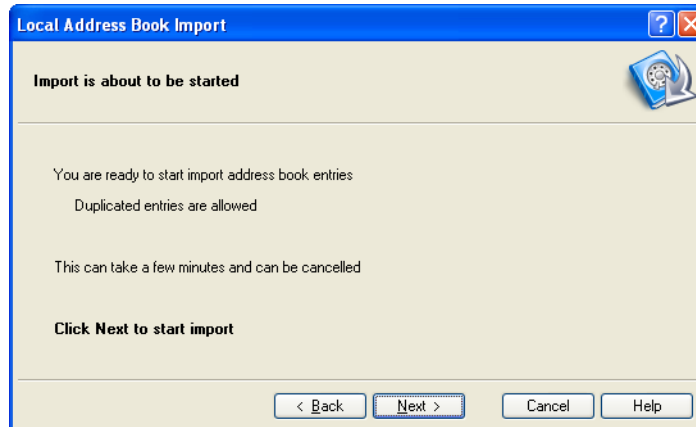 Local Address Book Import
?
Import is about to be started
You are ready to start import address book entries
Duplicated entries are allowed
This can take a few minutes and can be cancelled
Click Next to start import
< Back Next > Cancel Help